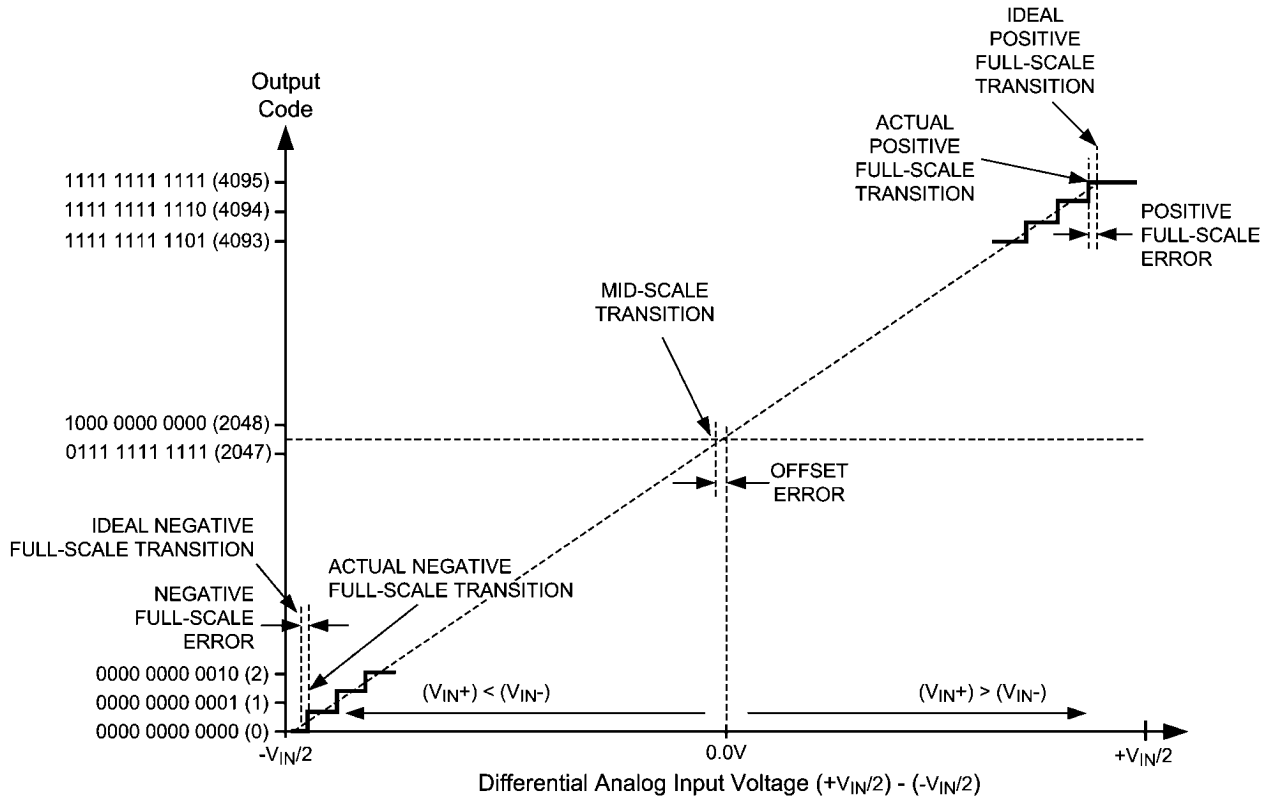 IDEAL
POSITIVE
FULL-SCALE
TRANSITION
Output
Code
ACTUAL
POSITIVE
FULL-SCALE
TRANSITION
1111 1111 1111 (4095)
1111 1111 1110 (4094)
1111 1111 1101 (4093)
POSITIVE
FULL-SCALE
ERROR
MID-SCALE
TRANSITION
1000 0000 0000 (2048)
0111 1111 1111 (2047)
OFFSET
ERROR
IDEAL NEGATIVE
FULL-SCALE TRANSITION
ACTUAL NEGATIVE
FULL-SCALE TRANSITION
NEGATIVE
FULL-SCALE
ERROR
0000 0000 0010 (2)
0000 0000 0001 (1)
0000 0000 0000 (0)
(VIN+) < (VIN-)
(VIN+) > (VIN-)
-VIN/2
0.0V
+VIN/2
Differential Analog Input Voltage (+VIN/2) - (-VIN/2)